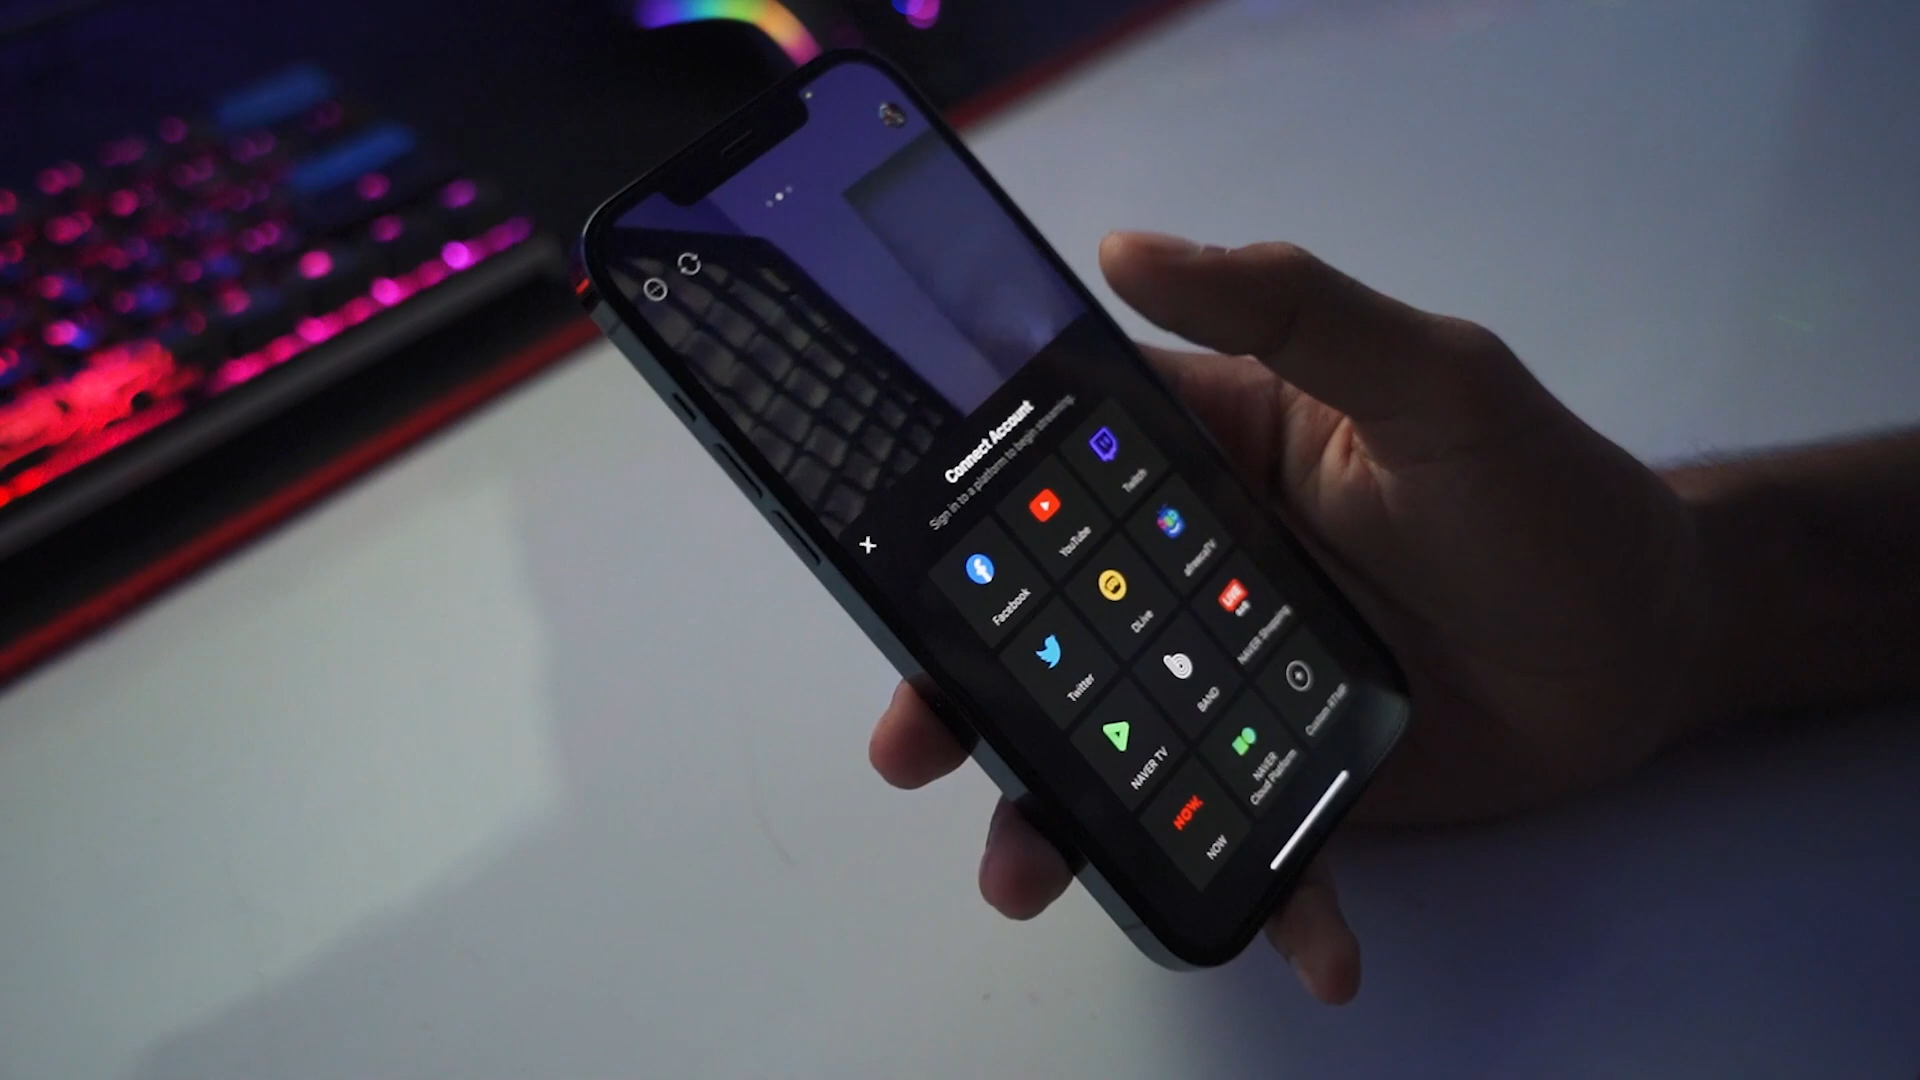 Connect Account
Sign in to a platform to begin streaming.
Facebook
YouTube
Twitch
Twitter
DLive
afreecaTV
NAVER TV
BAND
LIVE
NAVER Shopping
NOW.
NOW
NAVER
Cloud Platform
Custom RTMP